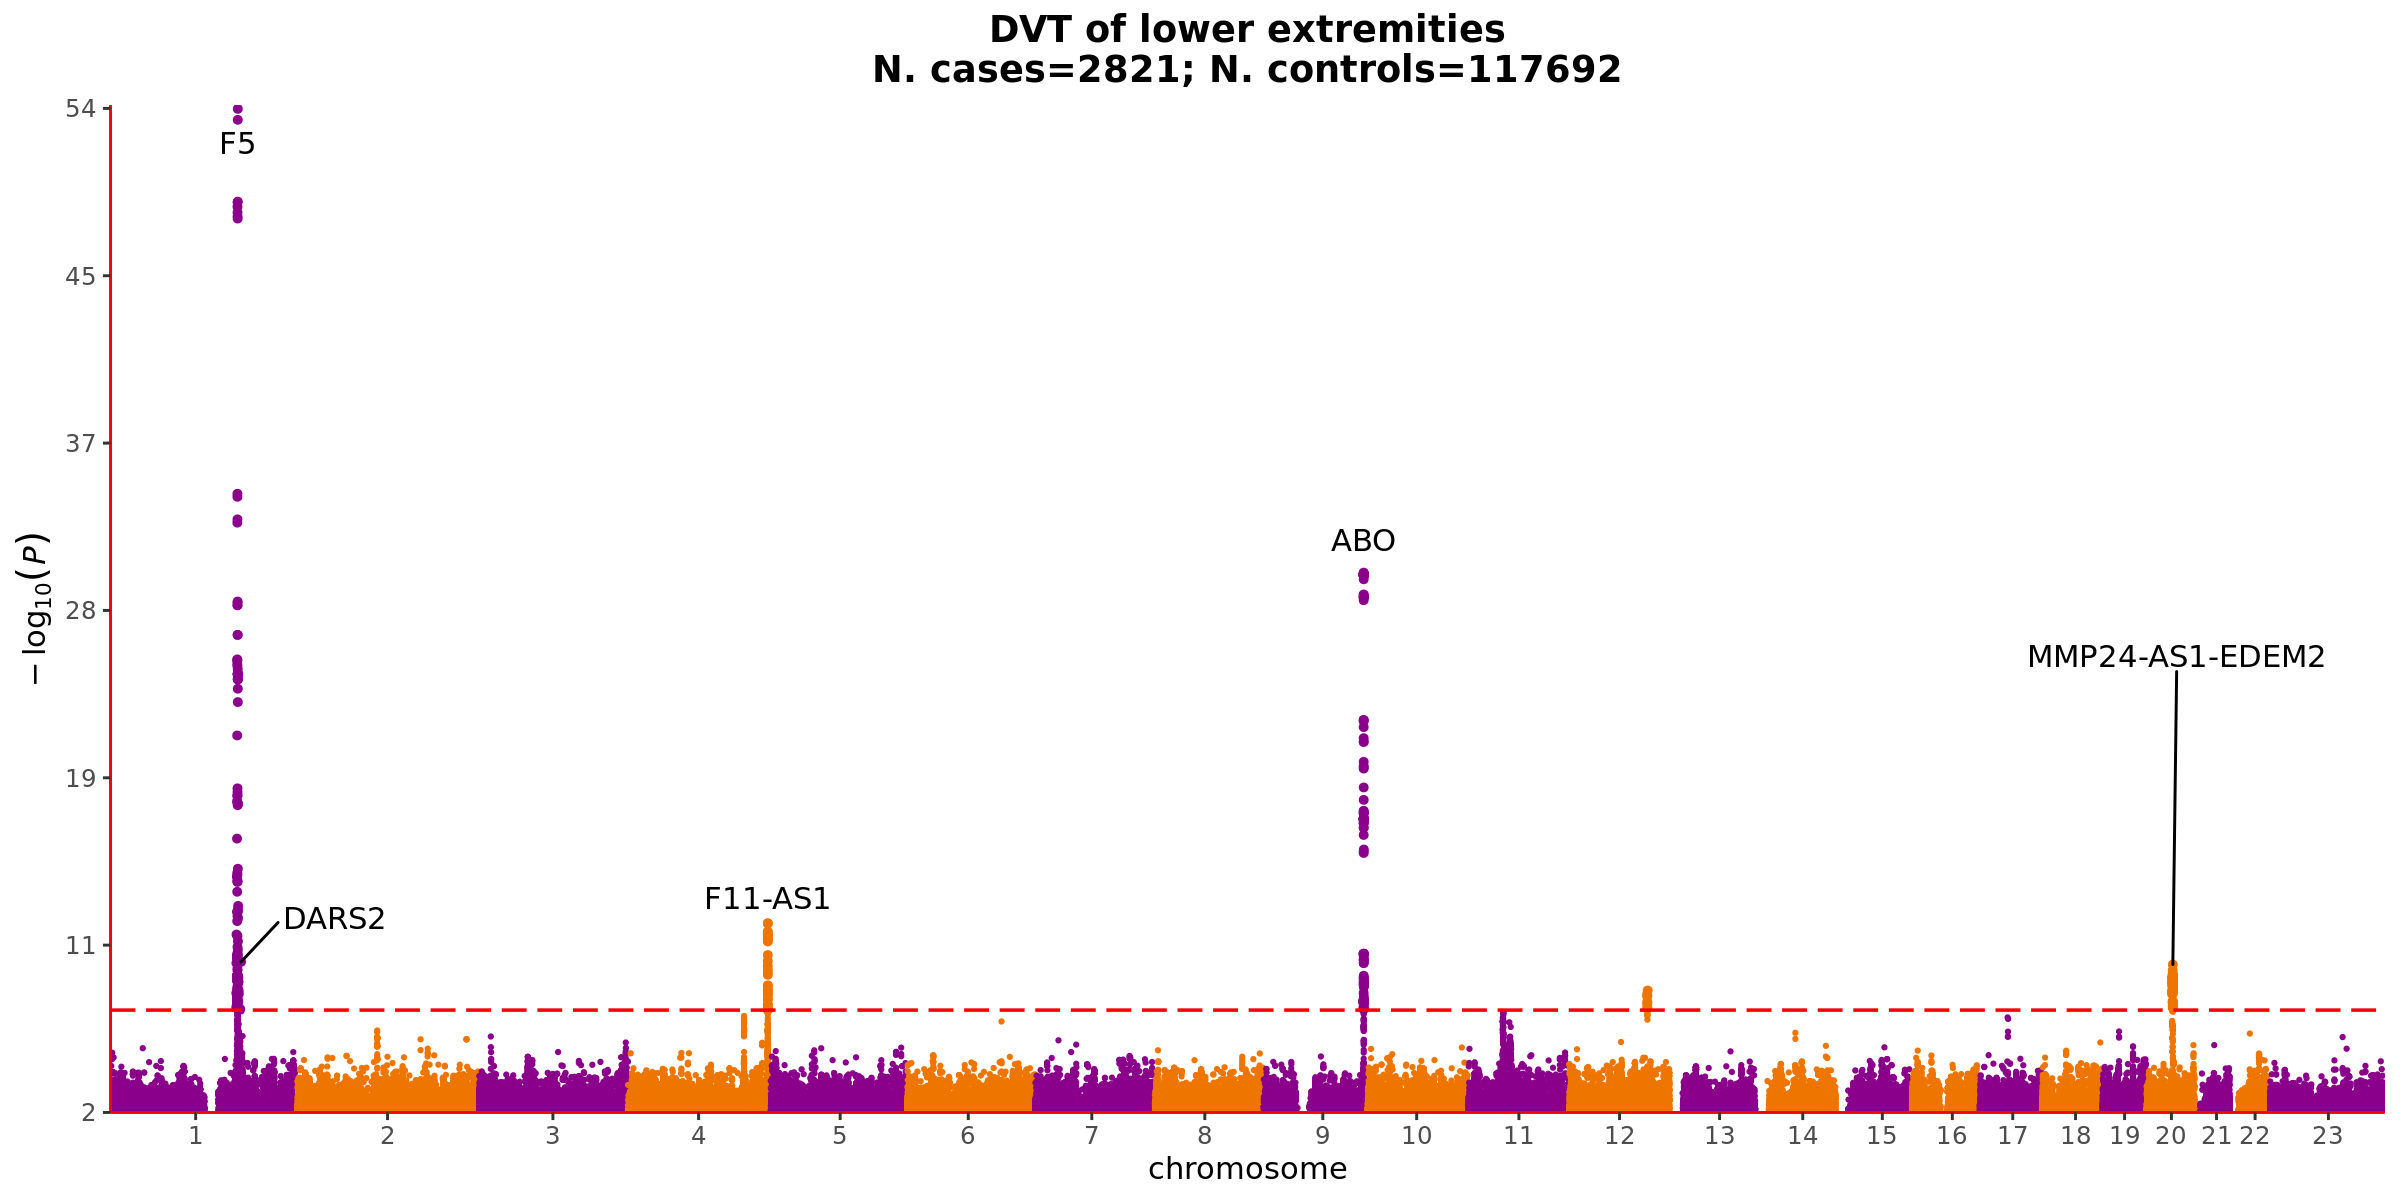 DVT of lower extremities
N. cases=2821; N. controls=117692
54
45
37
28
19
11
2
− log10(P)
F5
DARS2
F11-AS1
ABO
MMP24-AS1-EDEM2
1 2 3 4 5 6 7 8 9 10 11 12 13 14 15 16 17 18 19 20 21 22 23
chromosome